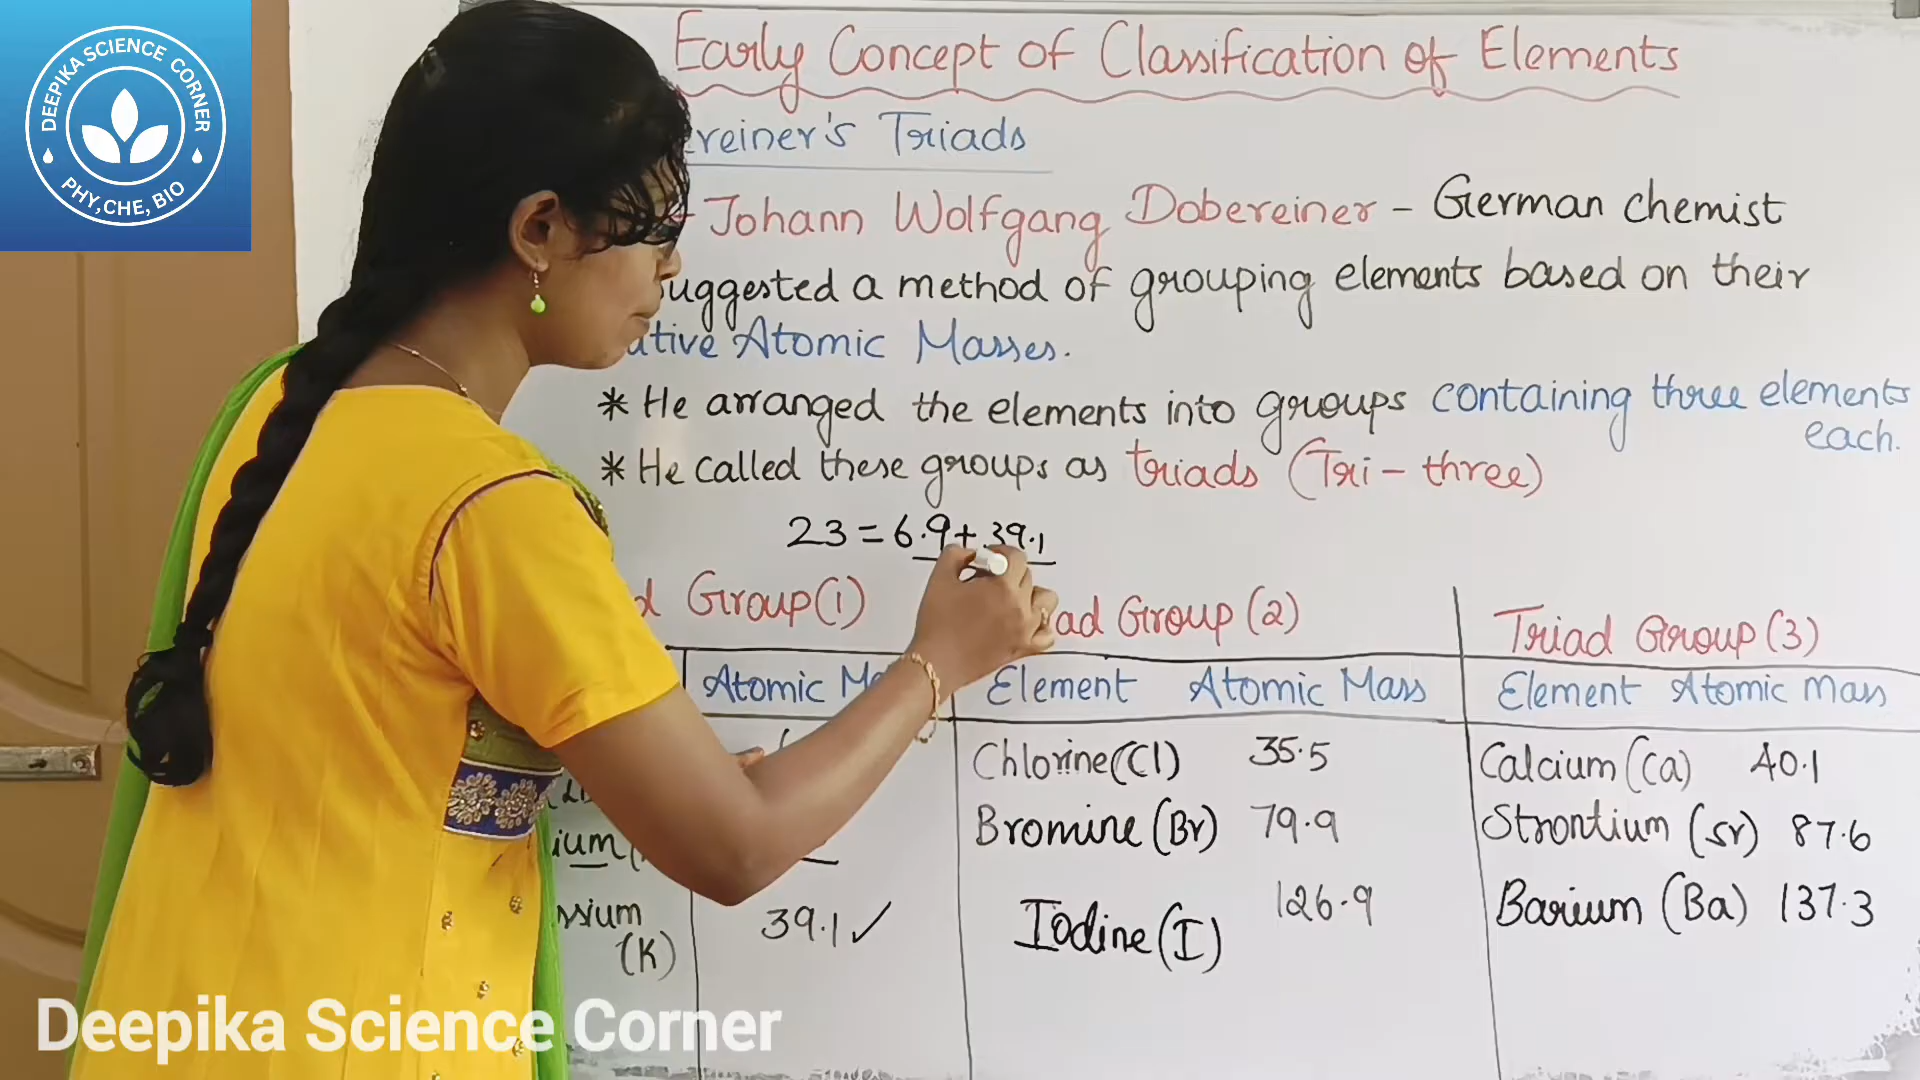 DEEPIKA SCIENCE CORNER
PHY, CHE, BIO
Early Concept of Classification of Elements
reiner's Triads
Johann Wolfgang Dobereiner - German chemist
uggested a method of grouping elements based on their
ative Atomic Masses.
* He arranged the elements into groups containing three elements
each.
* He called these groups as triads (Tri - three)
23 = 6.9 + 39.1
Group (1)
ad Group (2)
Triad Group (3)
Atomic Ma
Element Atomic Mass
Element Atomic Mass
Chlorine (Cl) 35.5
Calcium (Ca) 40.1
ium
Bromine (Br) 79.9
Strontium (Sr) 87.6
ssium
(K)
39.1 ✓
Iodine (I) 126.9
Barium (Ba) 137.3
Deepika Science Corner